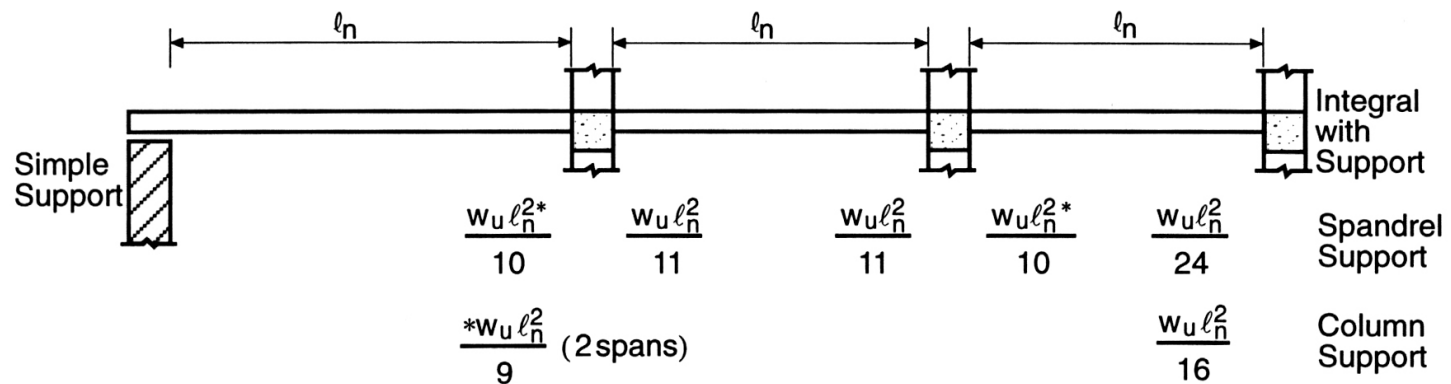 ℓn ℓn ℓn
Integral
with
Support
Simple
Support
wuℓn²*/10 wuℓn²/11 wuℓn²/11 wuℓn²*/10 wuℓn²/24
Spandrel
Support
*wuℓn²/9 (2 spans) wuℓn²/16
Column
Support